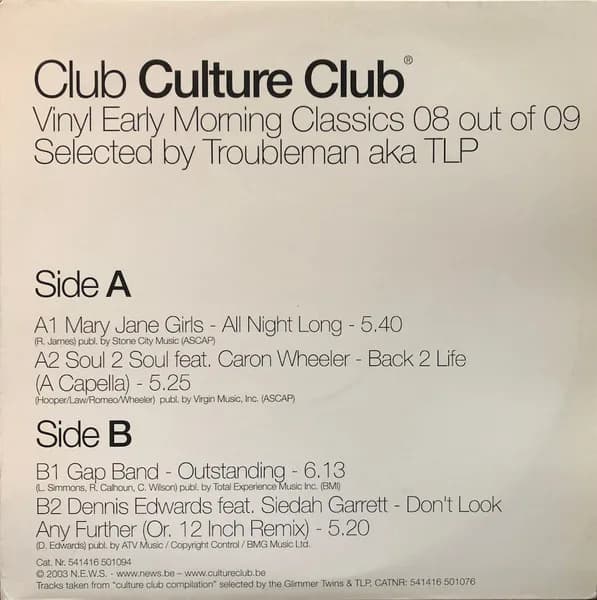 Club Culture Club®
Vinyl Early Morning Classics 08 out of 09
Selected by Troubleman aka TLP
Side A
A1 Mary Jane Girls - All Night Long - 5.40
(R. James) publ. by Stone City Music (ASCAP)
A2 Soul 2 Soul feat. Caron Wheeler - Back 2 Life
(A Capella) - 5.25
(Hooper/Law/Romeo/Wheeler) publ. by Virgin Music, Inc. (ASCAP)
Side B
B1 Gap Band - Outstanding - 6.13
(L. Simmons, R. Calhoun, C. Wilson) publ. by Total Experience Music Inc. (BMI)
B2 Dennis Edwards feat. Siedah Garrett - Don't Look
Any Further (Or. 12 Inch Remix) - 5.20
(D. Edwards) publ. by ATV Music / Copyright Control / BMG Music Ltd.
Cat. Nr. 541416 501094
© 2003 N.E.W.S. - www.news.be – www.cultureclub.be
Tracks taken from "culture club compilation" selected by the Glimmer Twins & TLP, CATNR: 541416 501076